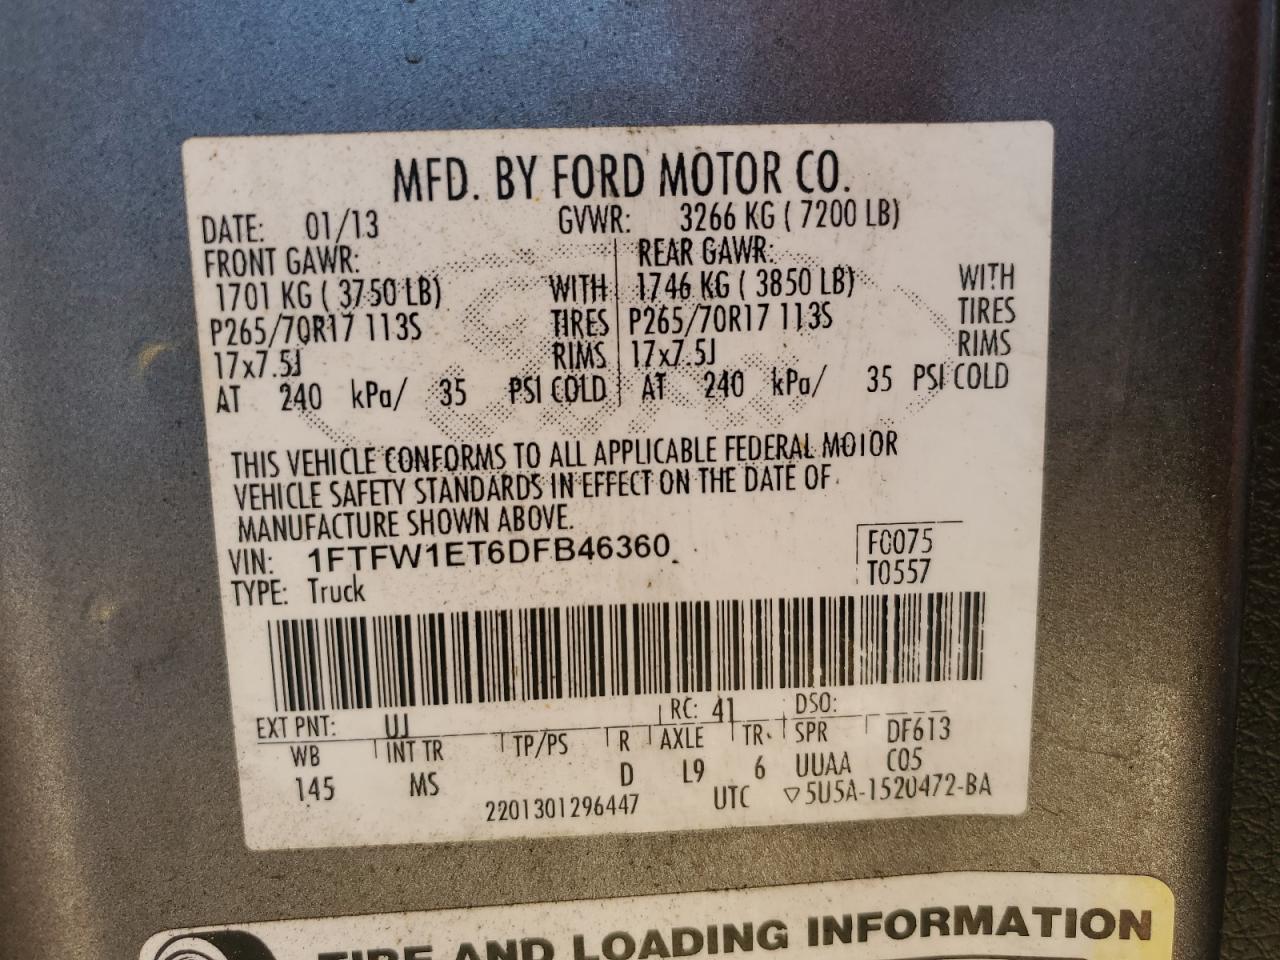 MFD. BY FORD MOTOR CO.
DATE: 01/13 GVWR: 3266 KG ( 7200 LB)
FRONT GAWR: REAR GAWR:
1701 KG ( 3750 LB) WITH 1746 KG ( 3850 LB) WITH
P265/70R17 113S TIRES P265/70R17 113S TIRES
17x7.5J RIMS 17x7.5J RIMS
AT 240 kPa/ 35 PSI COLD AT 240 kPa/ 35 PSI COLD
THIS VEHICLE CONFORMS TO ALL APPLICABLE FEDERAL MOTOR
VEHICLE SAFETY STANDARDS IN EFFECT ON THE DATE OF
MANUFACTURE SHOWN ABOVE.
VIN: 1FTFW1ET6DFB46360 F0075
TYPE: Truck T0557
EXT PNT: UJ RC: 41 DSO:
WB INT TR TP/PS R AXLE TR SPR DF613
145 MS D L9 6 UUAA C05
2201301296447 UTC ▽5U5A-1520472-BA
TIRE AND LOADING INFORMATION